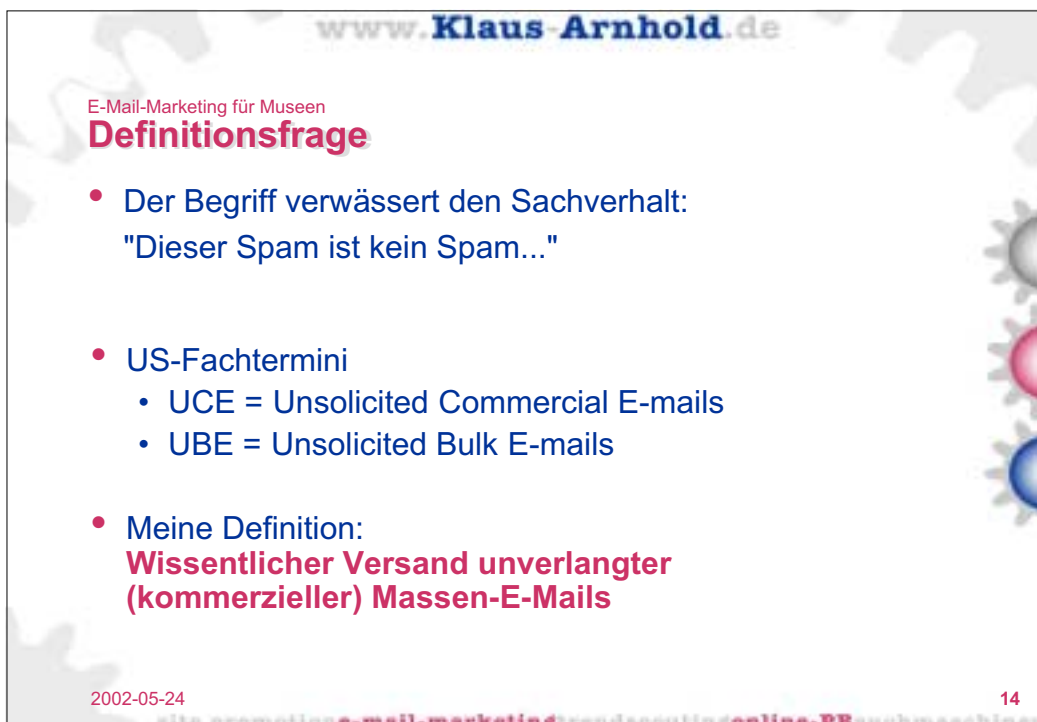 www.Klaus-Arnhold.de
E-Mail-Marketing für Museen
Definitionsfrage
• Der Begriff verwässert den Sachverhalt:
"Dieser Spam ist kein Spam..."
• US-Fachtermini
• UCE = Unsolicited Commercial E-mails
• UBE = Unsolicited Bulk E-mails
• Meine Definition:
Wissentlicher Versand unverlangter
(kommerzieller) Massen-E-Mails
2002-05-24
14
e-mail-marketing online-PR